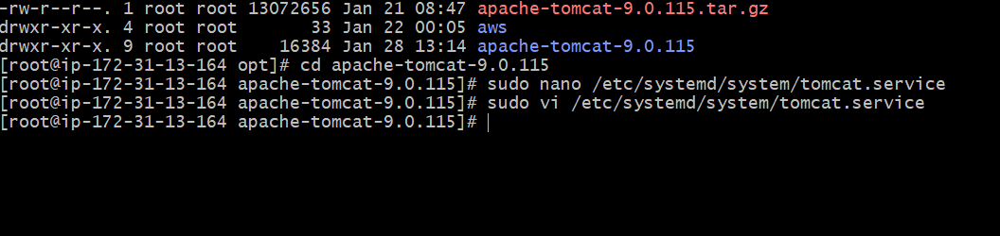 -rw-r--r--. 1 root root 13072656 Jan 21 08:47 apache-tomcat-9.0.115.tar.gz
drwxr-xr-x. 4 root root       33 Jan 22 00:05 aws
drwxr-xr-x. 9 root root    16384 Jan 28 13:14 apache-tomcat-9.0.115
[root@ip-172-31-13-164 opt]# cd apache-tomcat-9.0.115
[root@ip-172-31-13-164 apache-tomcat-9.0.115]# sudo nano /etc/systemd/system/tomcat.service
[root@ip-172-31-13-164 apache-tomcat-9.0.115]# sudo vi /etc/systemd/system/tomcat.service
[root@ip-172-31-13-164 apache-tomcat-9.0.115]#